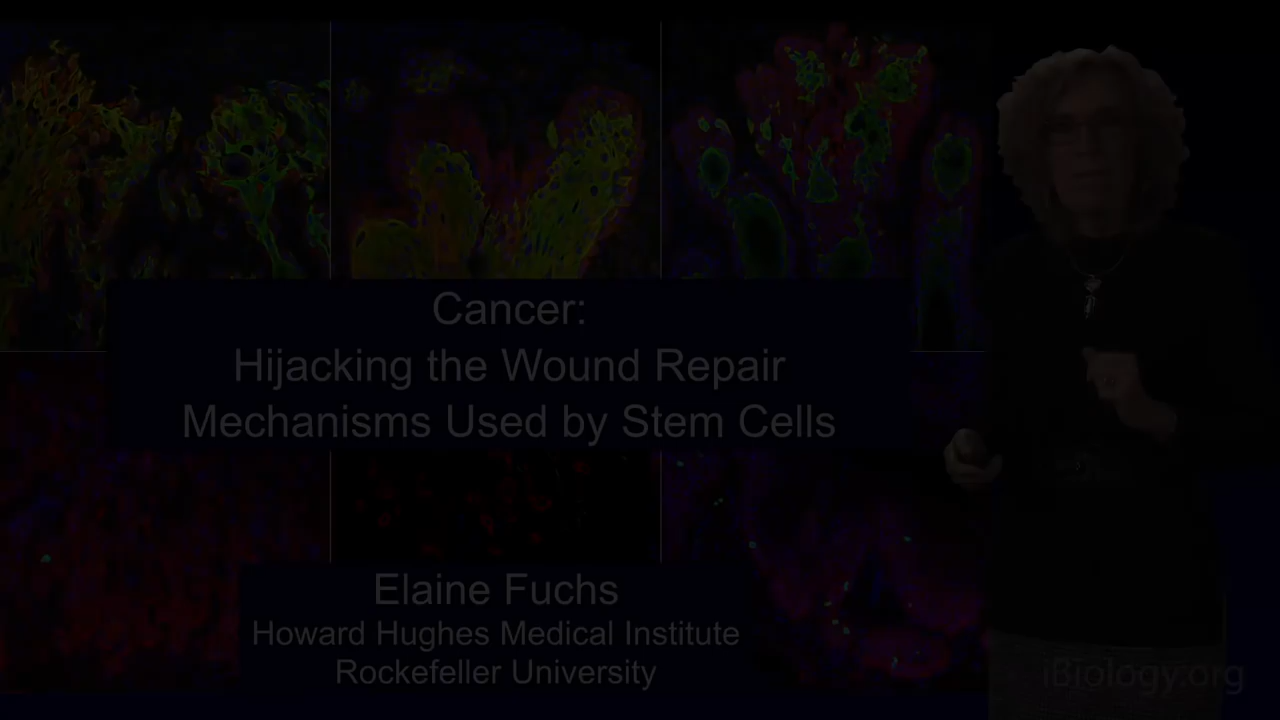 Cancer:
Hijacking the Wound Repair
Mechanisms Used by Stem Cells
Elaine Fuchs
Howard Hughes Medical Institute
Rockefeller University
iBiology.org